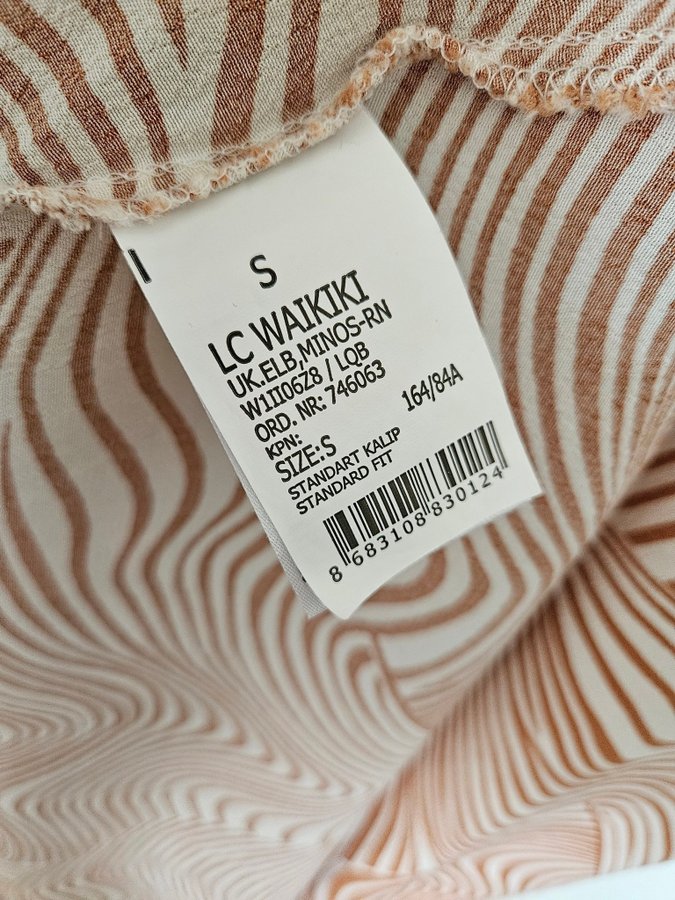 S
LC WAIKIKI
UK.ELB,MINOS-RN
W1II06Z8 / LQB
ORD. NR: 746063
KPN:
SIZE:S 164/84A
STANDART KALIP
STANDARD FIT
8 683108 830124